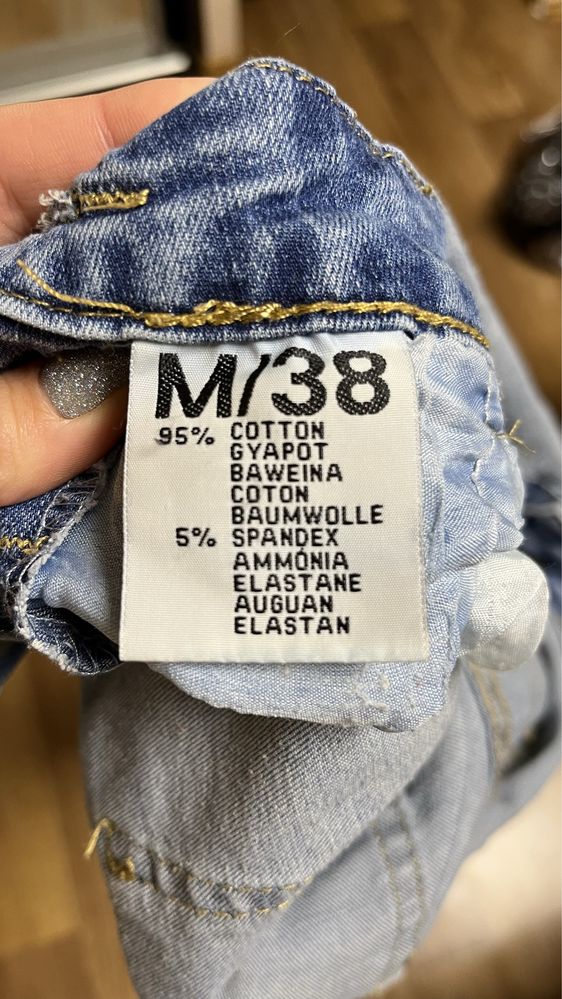 M/38
95% COTTON
GYAPOT
BAWEINA
COTON
BAUMWOLLE
5% SPANDEX
AMMÓNIA
ELASTANE
AUGUAN
ELASTAN